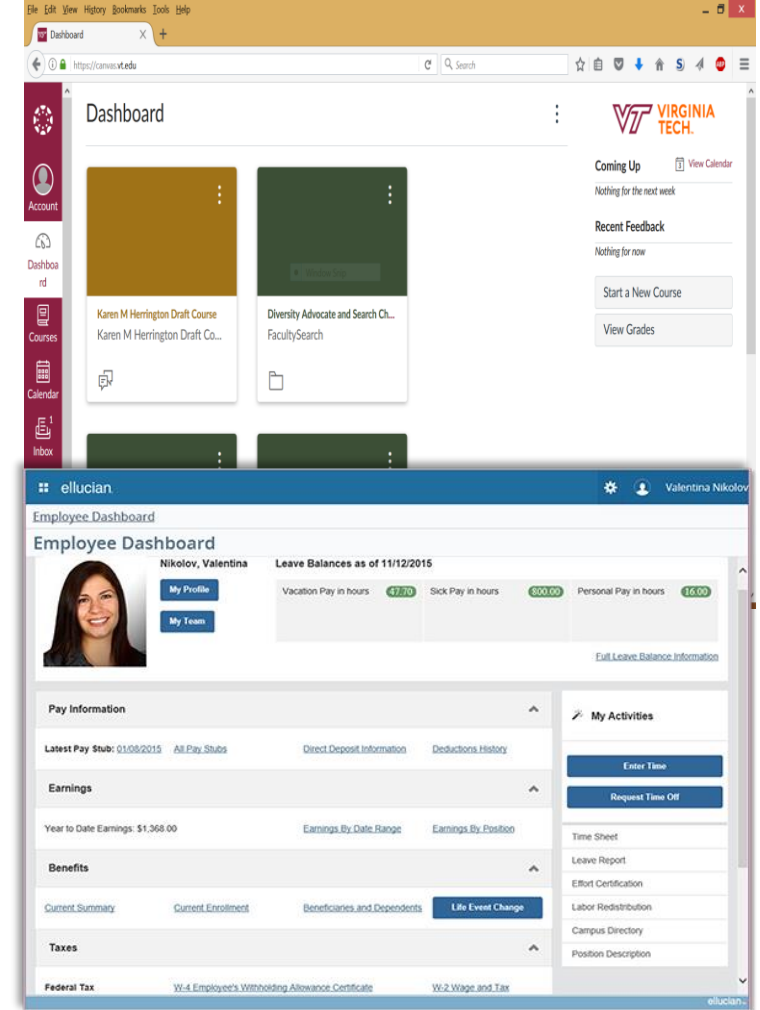 File Edit View History Bookmarks Tools Help
Dashboard
https://canvas.vt.edu
Search
Dashboard
VT VIRGINIA TECH.
Coming Up
View Calendar
Nothing for the next week
Recent Feedback
Nothing for now
Start a New Course
View Grades
Account
Dashboa
rd
Courses
Calendar
1
Inbox
Karen M Herrington Draft Course
Karen M Herrington Draft Co...
Diversity Advocate and Search Ch...
FacultySearch
ellucian
Valentina Nikolov
Employee Dashboard
Employee Dashboard
Nikolov, Valentina
My Profile
My Team
Leave Balances as of 11/12/2015
Vacation Pay in hours 47.70 Sick Pay in hours 800.00 Personal Pay in hours 16.00
Full Leave Balance Information
Pay Information
Latest Pay Stub: 01/08/2015 All Pay Stubs Direct Deposit Information Deductions History
Earnings
Year to Date Earnings: $1,368.00 Earnings By Date Range Earnings By Position
Benefits
Current Summary Current Enrollment Beneficiaries and Dependents Life Event Change
Taxes
Federal Tax W-4 Employee's Withholding Allowance Certificate W-2 Wage and Tax
My Activities
Enter Time
Request Time Off
Time Sheet
Leave Report
Effort Certification
Labor Redistribution
Campus Directory
Position Description
ellucian